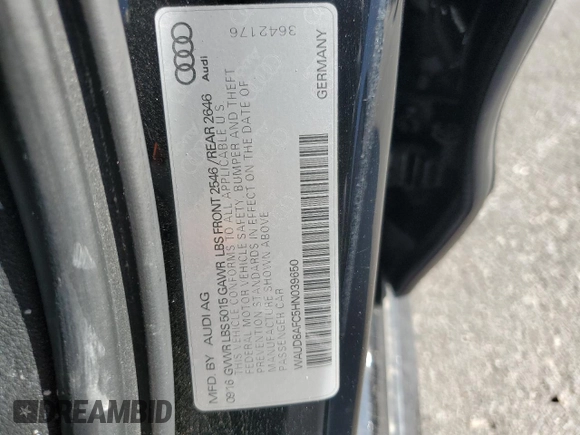 3642176
Audi
MFD. BY AUDI AG
09/16 GVWR LBS 5015 GAWR LBS FRONT 2546 /REAR 2646
THIS VEHICLE CONFORMS TO ALL APPLICABLE U.S.
FEDERAL MOTOR VEHICLE SAFETY, BUMPER AND THEFT
PREVENTION STANDARDS IN EFFECT ON THE DATE OF
MANUFACTURE SHOWN ABOVE.
PASSENGER CAR
WAUD8AFC5HN039650
GERMANY
DREAMBID